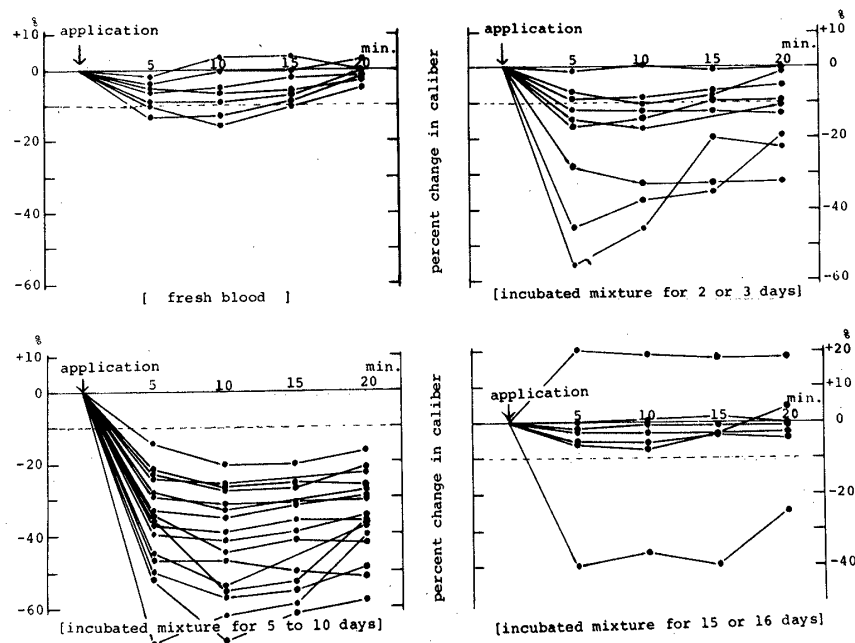 %
+10
application
min.
5 10 15 20
0
-20
-40
-60
[ fresh blood ]
percent change in caliber
%
application
+10
min.
5 10 15 20
0
-20
-40
-60
[incubated mixture for 2 or 3 days]
%
+10
application
min.
5 10 15 20
0
-20
-40
-60
[incubated mixture for 5 to 10 days]
percent change in caliber
%
+20
+10
application
min.
5 10 15 20
0
-20
-40
[incubated mixture for 15 or 16 days]